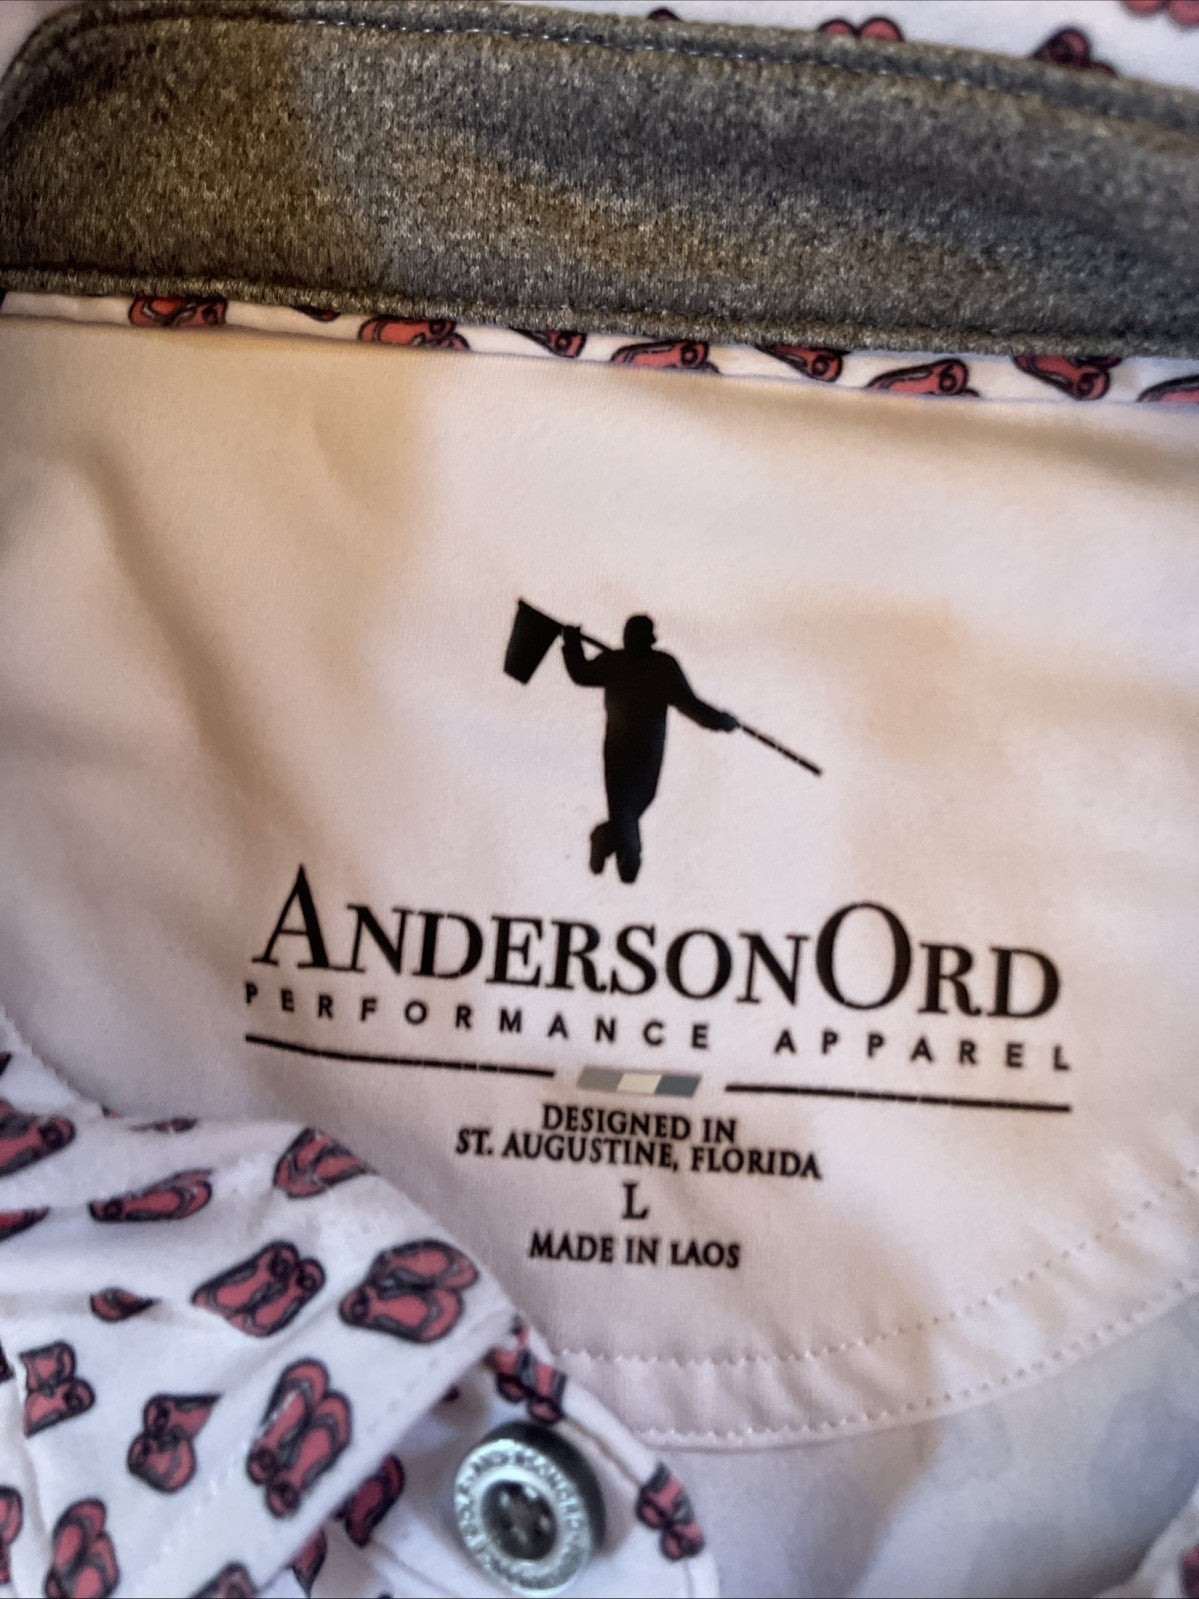 ANDERSONORD
PERFORMANCE APPAREL
DESIGNED IN
ST. AUGUSTINE, FLORIDA
L
MADE IN LAOS